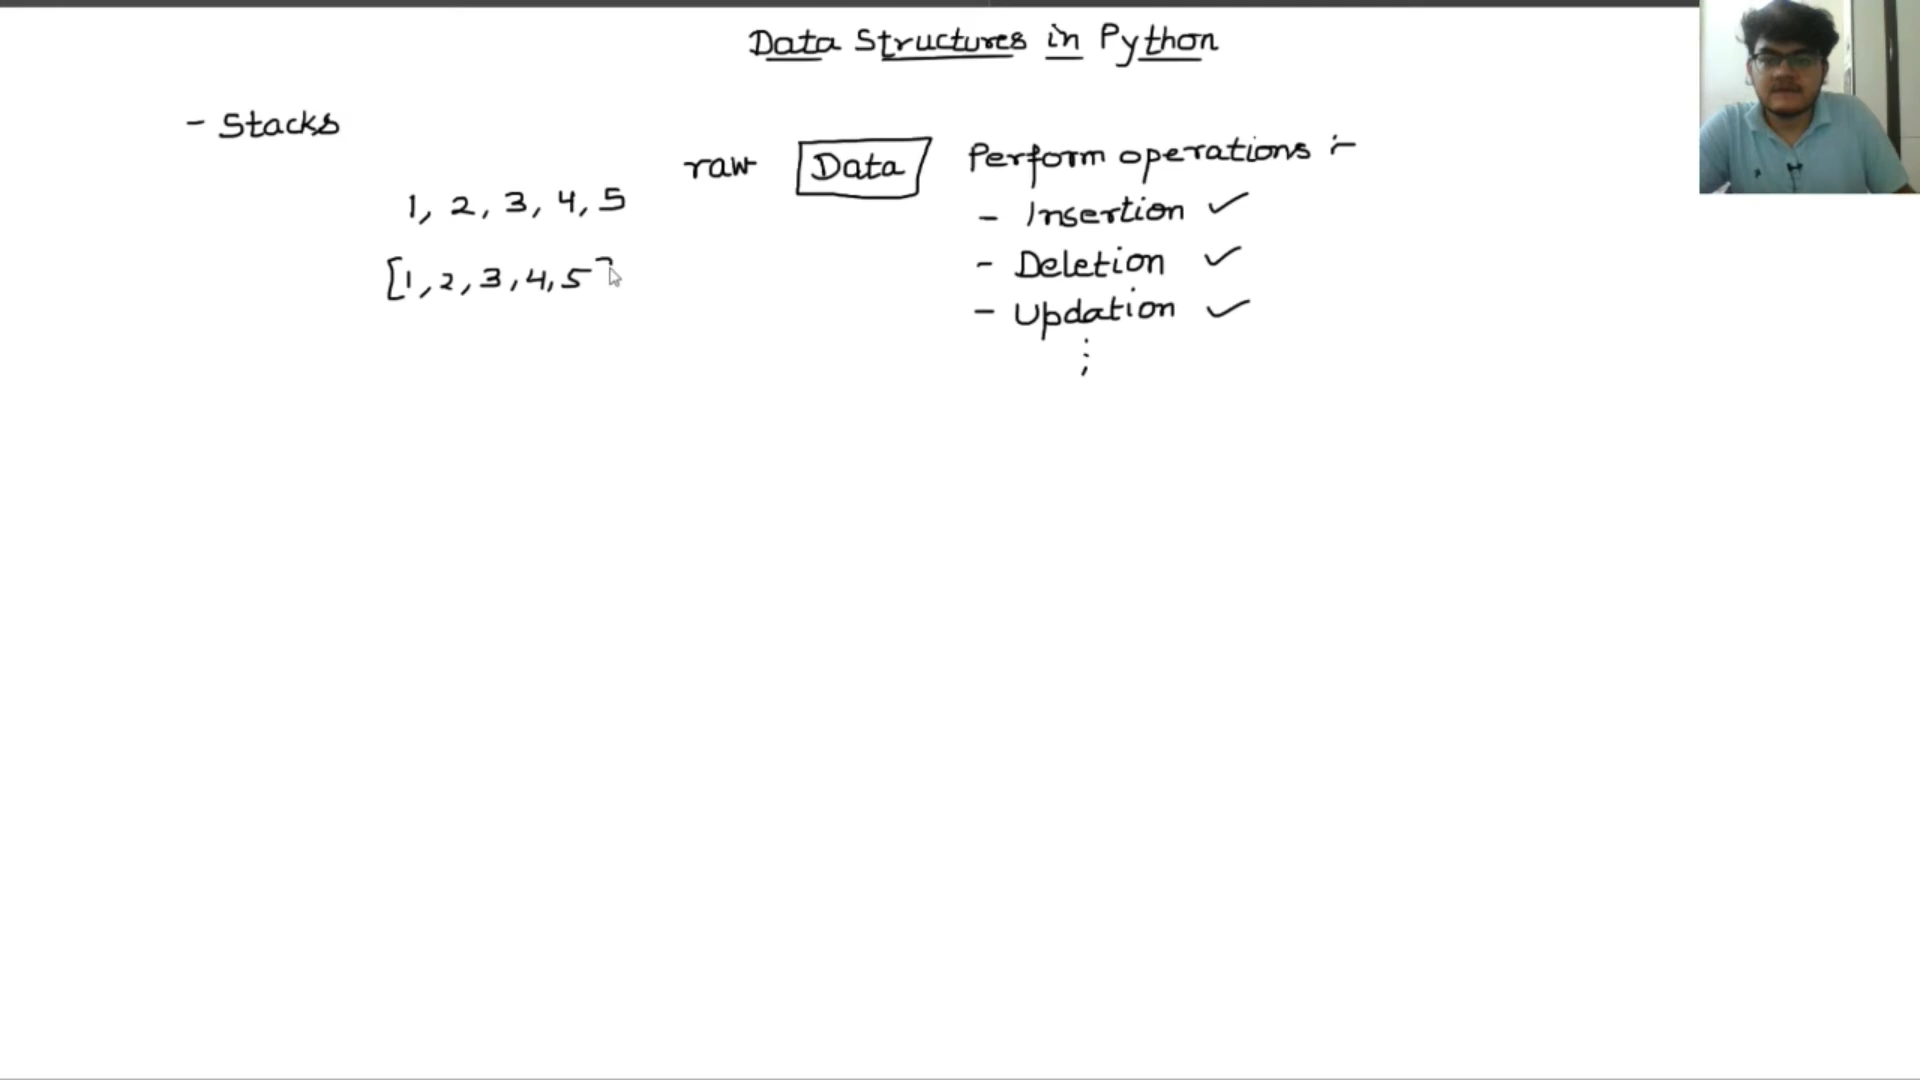 Data Structures in Python
- Stacks
raw Data Perform operations :-
1, 2, 3, 4, 5
- Insertion ✓
- Deletion ✓
[1, 2, 3, 4, 5]
- Updation ✓
⋮